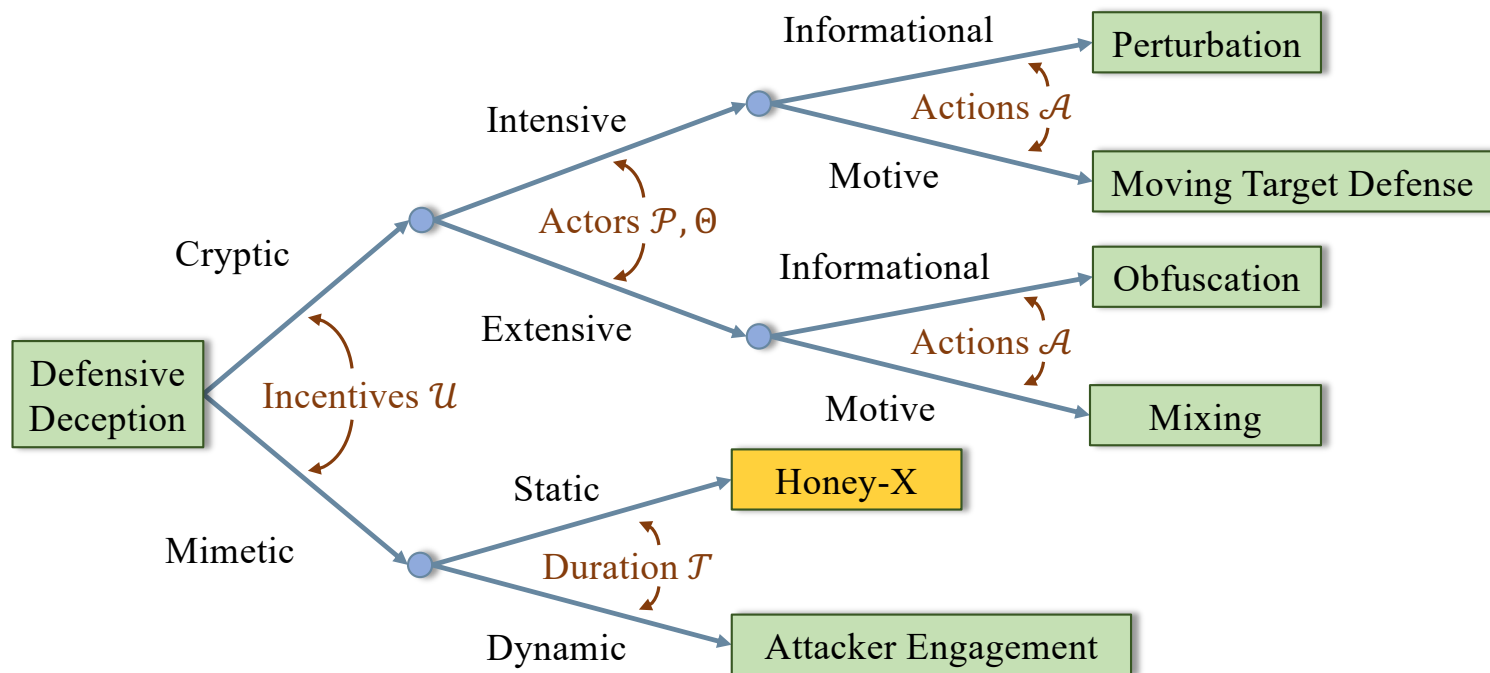 Informational
Perturbation
Intensive
Actions 𝒜
Motive
Moving Target Defense
Cryptic
Actors 𝒫, Θ
Informational
Obfuscation
Extensive
Actions 𝒜
Defensive
Deception
Incentives 𝒰
Motive
Mixing
Static
Honey-X
Mimetic
Duration 𝒯
Dynamic
Attacker Engagement